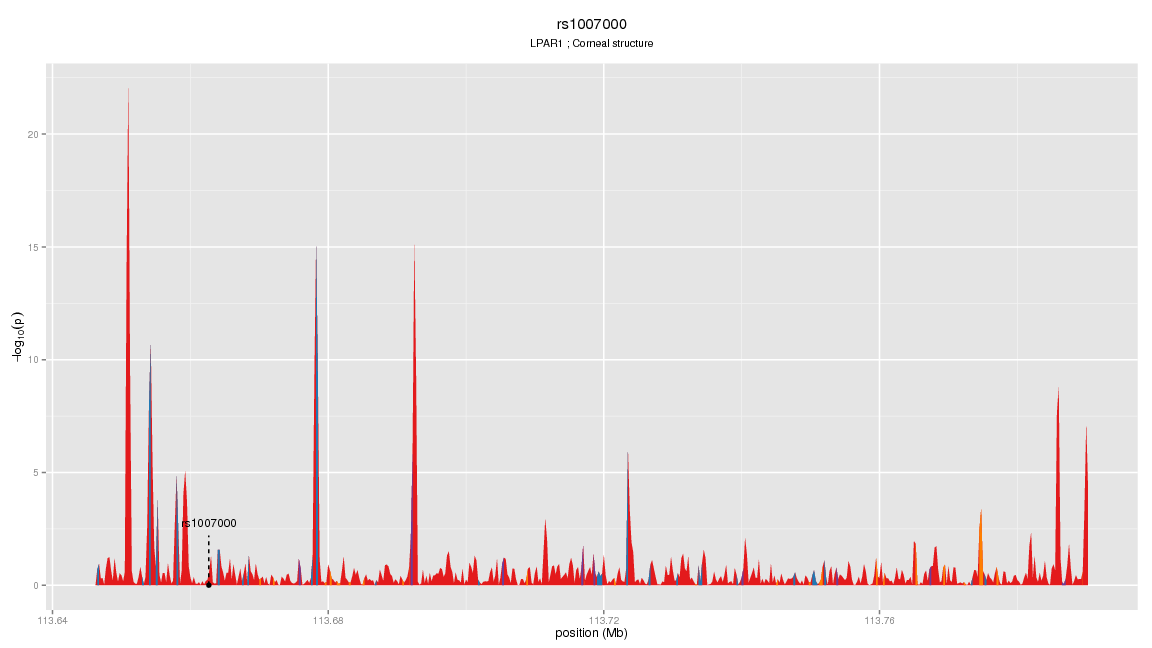 rs1007000
LPAR1 ; Corneal structure
−log10(p)
20
15
10
5
0
rs1007000
113.64
113.68
113.72
113.76
position (Mb)